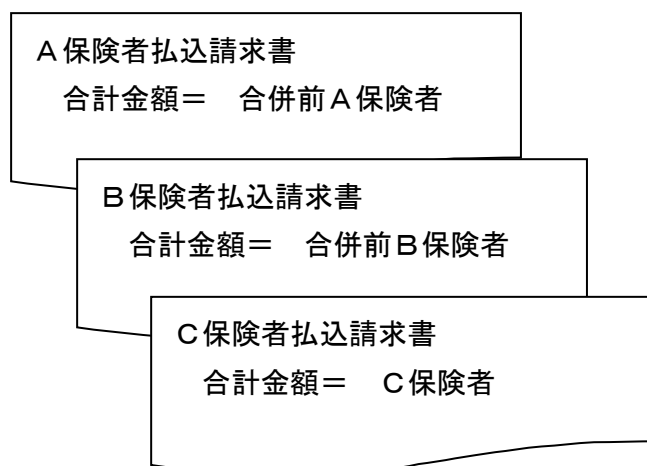 A保険者払込請求書
合計金額＝　合併前A保険者
B保険者払込請求書
合計金額＝　合併前B保険者
C保険者払込請求書
合計金額＝　C保険者